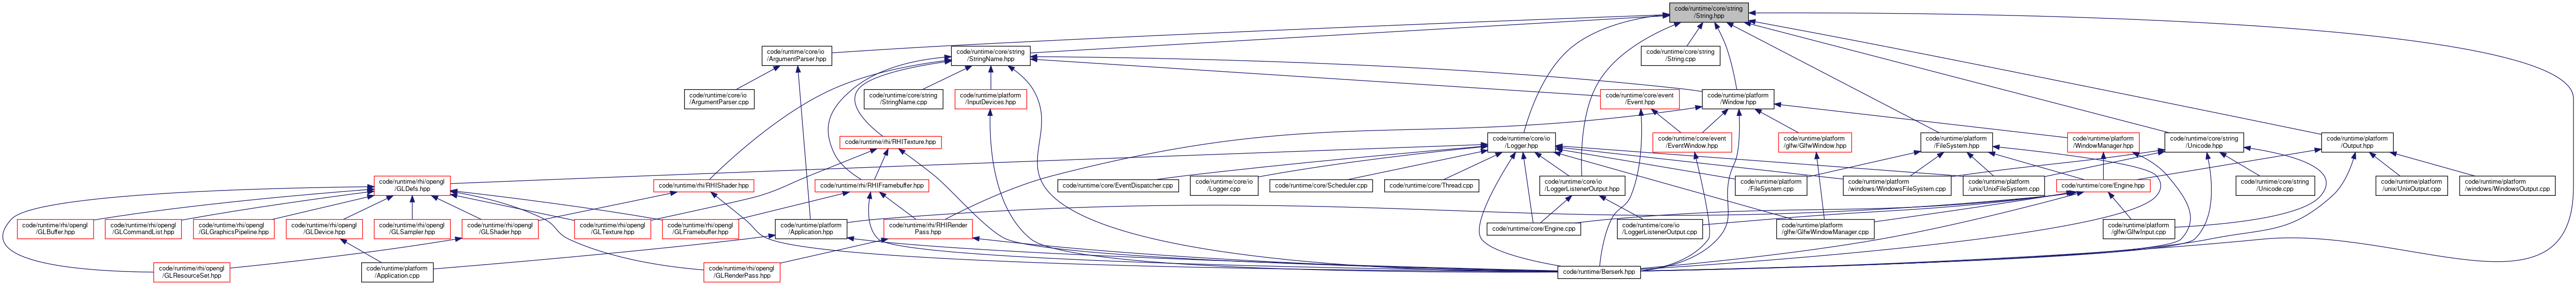 code/runtime/core/string
/String.hpp
code/runtime/core/io
/ArgumentParser.hpp
code/runtime/core/string
/StringName.hpp
code/runtime/core/string
/String.cpp
code/runtime/core/io
/ArgumentParser.cpp
code/runtime/core/string
/StringName.cpp
code/runtime/platform
/InputDevices.hpp
code/runtime/core/event
/Event.hpp
code/runtime/platform
/Window.hpp
code/runtime/rhi/RHITexture.hpp
code/runtime/core/io
/Logger.hpp
code/runtime/core/event
/EventWindow.hpp
code/runtime/platform
/glfw/GlfwWindow.hpp
code/runtime/platform
/FileSystem.hpp
code/runtime/platform
/WindowManager.hpp
code/runtime/core/string
/Unicode.hpp
code/runtime/platform
/Output.hpp
code/runtime/rhi/opengl
/GLDefs.hpp
code/runtime/rhi/RHIShader.hpp
code/runtime/rhi/RHIFramebuffer.hpp
code/runtime/core/EventDispatcher.cpp
code/runtime/core/io
/Logger.cpp
code/runtime/core/Scheduler.cpp
code/runtime/core/Thread.cpp
code/runtime/core/io
/LoggerListenerOutput.hpp
code/runtime/platform
/FileSystem.cpp
code/runtime/platform
/windows/WindowsFileSystem.cpp
code/runtime/platform
/unix/UnixFileSystem.cpp
code/runtime/core/Engine.hpp
code/runtime/core/string
/Unicode.cpp
code/runtime/platform
/unix/UnixOutput.cpp
code/runtime/platform
/windows/WindowsOutput.cpp
code/runtime/rhi/opengl
/GLBuffer.hpp
code/runtime/rhi/opengl
/GLCommandList.hpp
code/runtime/rhi/opengl
/GLGraphicsPipeline.hpp
code/runtime/rhi/opengl
/GLDevice.hpp
code/runtime/rhi/opengl
/GLSampler.hpp
code/runtime/rhi/opengl
/GLShader.hpp
code/runtime/rhi/opengl
/GLTexture.hpp
code/runtime/rhi/opengl
/GLFramebuffer.hpp
code/runtime/platform
/Application.hpp
code/runtime/rhi/RHIRender
Pass.hpp
code/runtime/core/Engine.cpp
code/runtime/core/io
/LoggerListenerOutput.cpp
code/runtime/platform
/glfw/GlfwWindowManager.cpp
code/runtime/platform
/glfw/GlfwInput.cpp
code/runtime/rhi/opengl
/GLResourceSet.hpp
code/runtime/platform
/Application.cpp
code/runtime/rhi/opengl
/GLRenderPass.hpp
code/runtime/Berserk.hpp